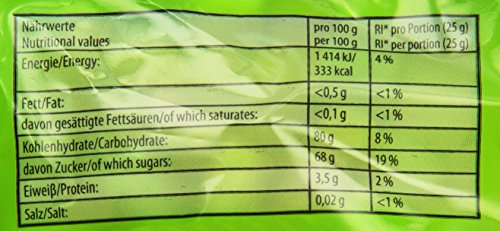 Nährwerte pro 100 g RI* pro Portion (25 g)
Nutritional values per 100 g RI* per portion (25 g)
Energie/Energy: 1 414 kJ/ 4 %
333 kcal
Fett/Fat: <0,5 g <1 %
davon gesättigte Fettsäuren/of which saturates: <0,1 g <1 %
Kohlenhydrate/Carbohydrate: 80 g 8 %
davon Zucker/of which sugars: 68 g 19 %
Eiweiß/Protein: 3,5 g 2 %
Salz/Salt: 0,02 g <1 %